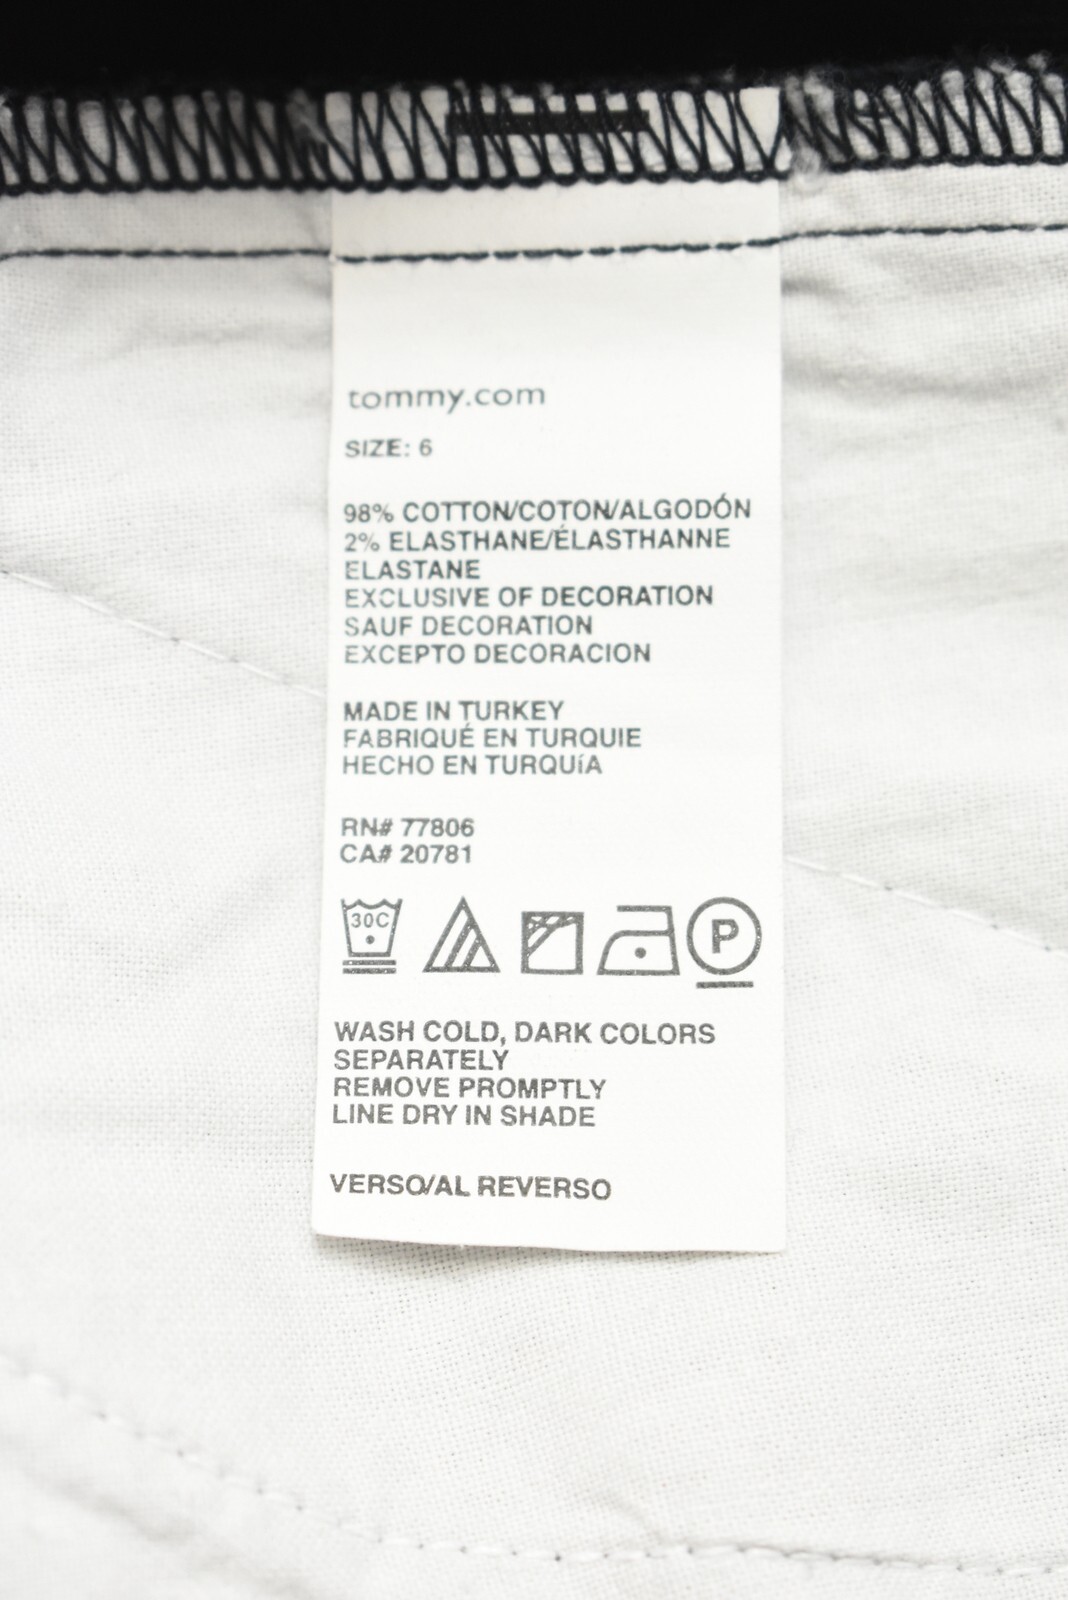 tommy.com
SIZE: 6
98% COTTON/COTON/ALGODÓN
2% ELASTHANE/ÉLASTHANNE
ELASTANE
EXCLUSIVE OF DECORATION
SAUF DECORATION
EXCEPTO DECORACION
MADE IN TURKEY
FABRIQUÉ EN TURQUIE
HECHO EN TURQUíA
RN# 77806
CA# 20781
30C P
WASH COLD, DARK COLORS
SEPARATELY
REMOVE PROMPTLY
LINE DRY IN SHADE
VERSO/AL REVERSO